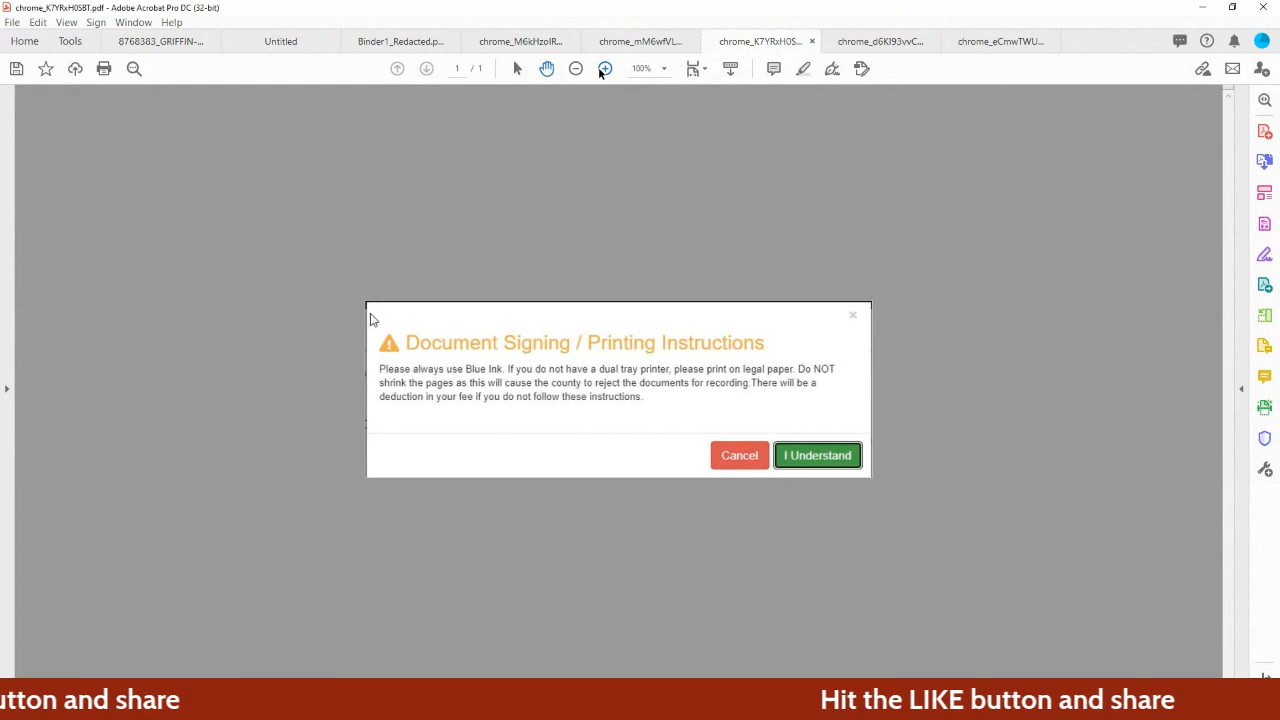 chrome_K7YRxH0SBT.pdf - Adobe Acrobat Pro DC (32-bit)
File Edit View Sign Window Help
Home Tools 8768383_GRIFFIN-... Untitled Binder1_Redacted.p... chrome_M6kHzoIR... chrome_mM6wfVL... chrome_K7YRxH0S... × chrome_d6KI93vvC... chrome_eCmwTWU...
1 / 1 100%
Document Signing / Printing Instructions
Please always use Blue Ink. If you do not have a dual tray printer, please print on legal paper. Do NOT
shrink the pages as this will cause the county to reject the documents for recording.There will be a
deduction in your fee if you do not follow these instructions.
Cancel I Understand
utton and share Hit the LIKE button and share